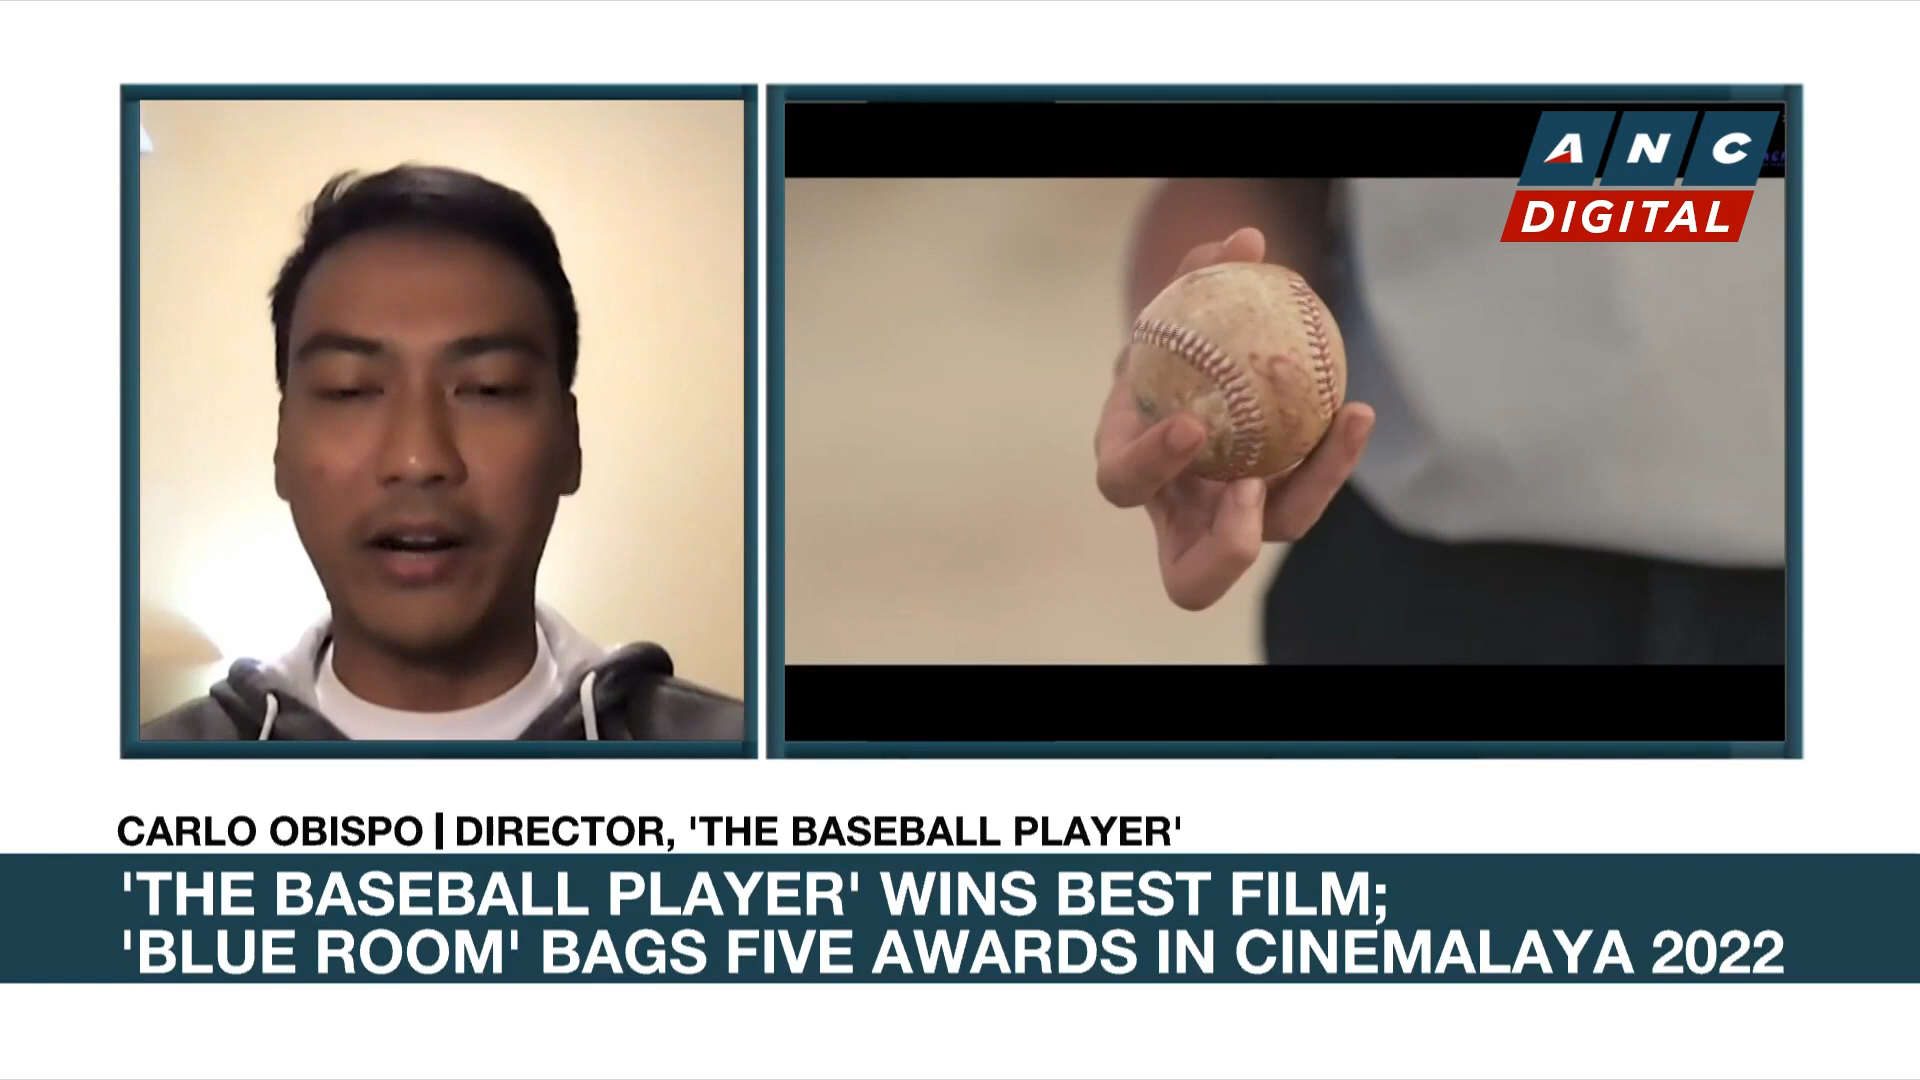 ANC
DIGITAL
CARLO OBISPO | DIRECTOR, 'THE BASEBALL PLAYER'
'THE BASEBALL PLAYER' WINS BEST FILM;
'BLUE ROOM' BAGS FIVE AWARDS IN CINEMALAYA 2022